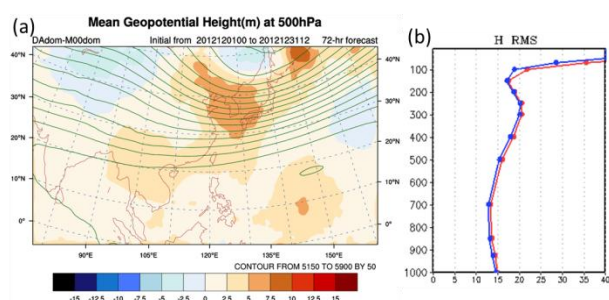 (a)
Mean Geopotential Height(m) at 500hPa
DAdom-M00dom Initial from 2012120100 to 2012123112 72-hr forecast
40°N 40°N
30°N 30°N
20°N 20°N
10°N 10°N
0° 0°
90°E 105°E 120°E 135°E 150°E
CONTOUR FROM 5150 TO 5900 BY 50
-15 -12.5 -10 -7.5 -5 -2.5 0 2.5 5 7.5 10 12.5 15
(b)
H RMS
100
200
300
400
500
600
700
800
900
1000
0 5 10 15 20 25 30 35 40